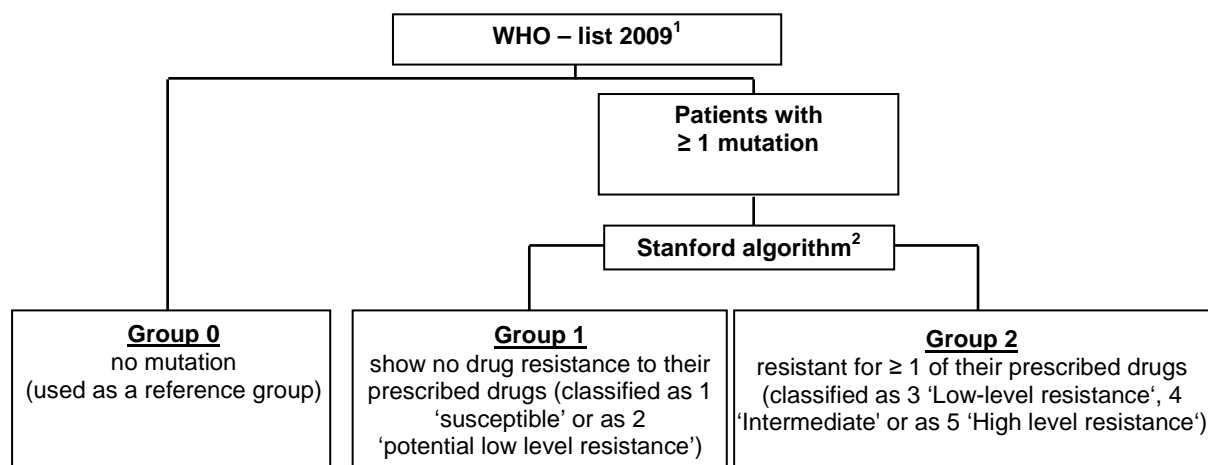 WHO – list 2009¹
Patients with
≥ 1 mutation
Stanford algorithm²
Group 0
no mutation
(used as a reference group)
Group 1
show no drug resistance to their
prescribed drugs (classified as 1
‘susceptible’ or as 2
‘potential low level resistance’)
Group 2
resistant for ≥ 1 of their prescribed drugs
(classified as 3 ‘Low-level resistance‘, 4
‘Intermediate' or as 5 ‘High level resistance‘)